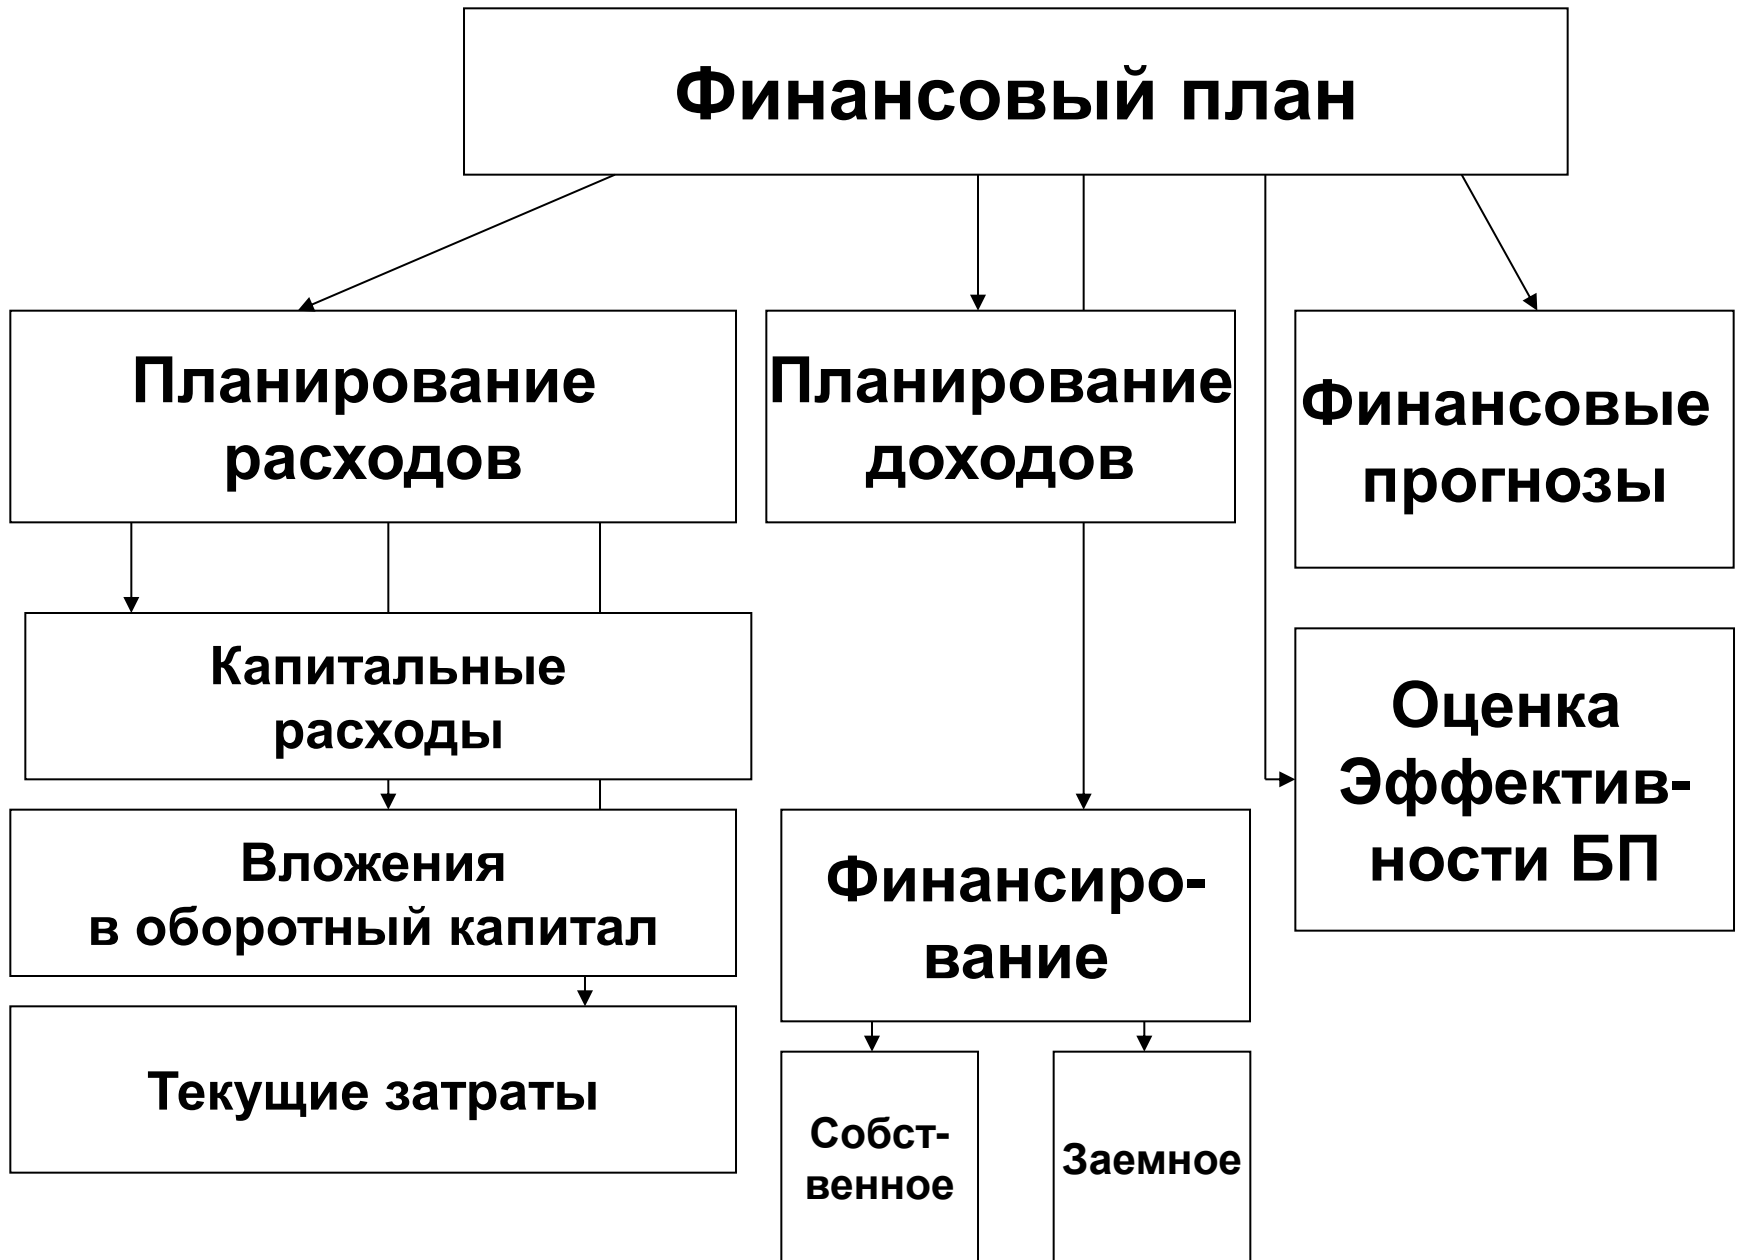 Финансовый план
Планирование
расходов
Планирование
доходов
Финансовые
прогнозы
Капитальные
расходы
Вложения
в оборотный капитал
Текущие затраты
Финансиро-
вание
Собст-
венное
Заемное
Оценка
Эффектив-
ности БП